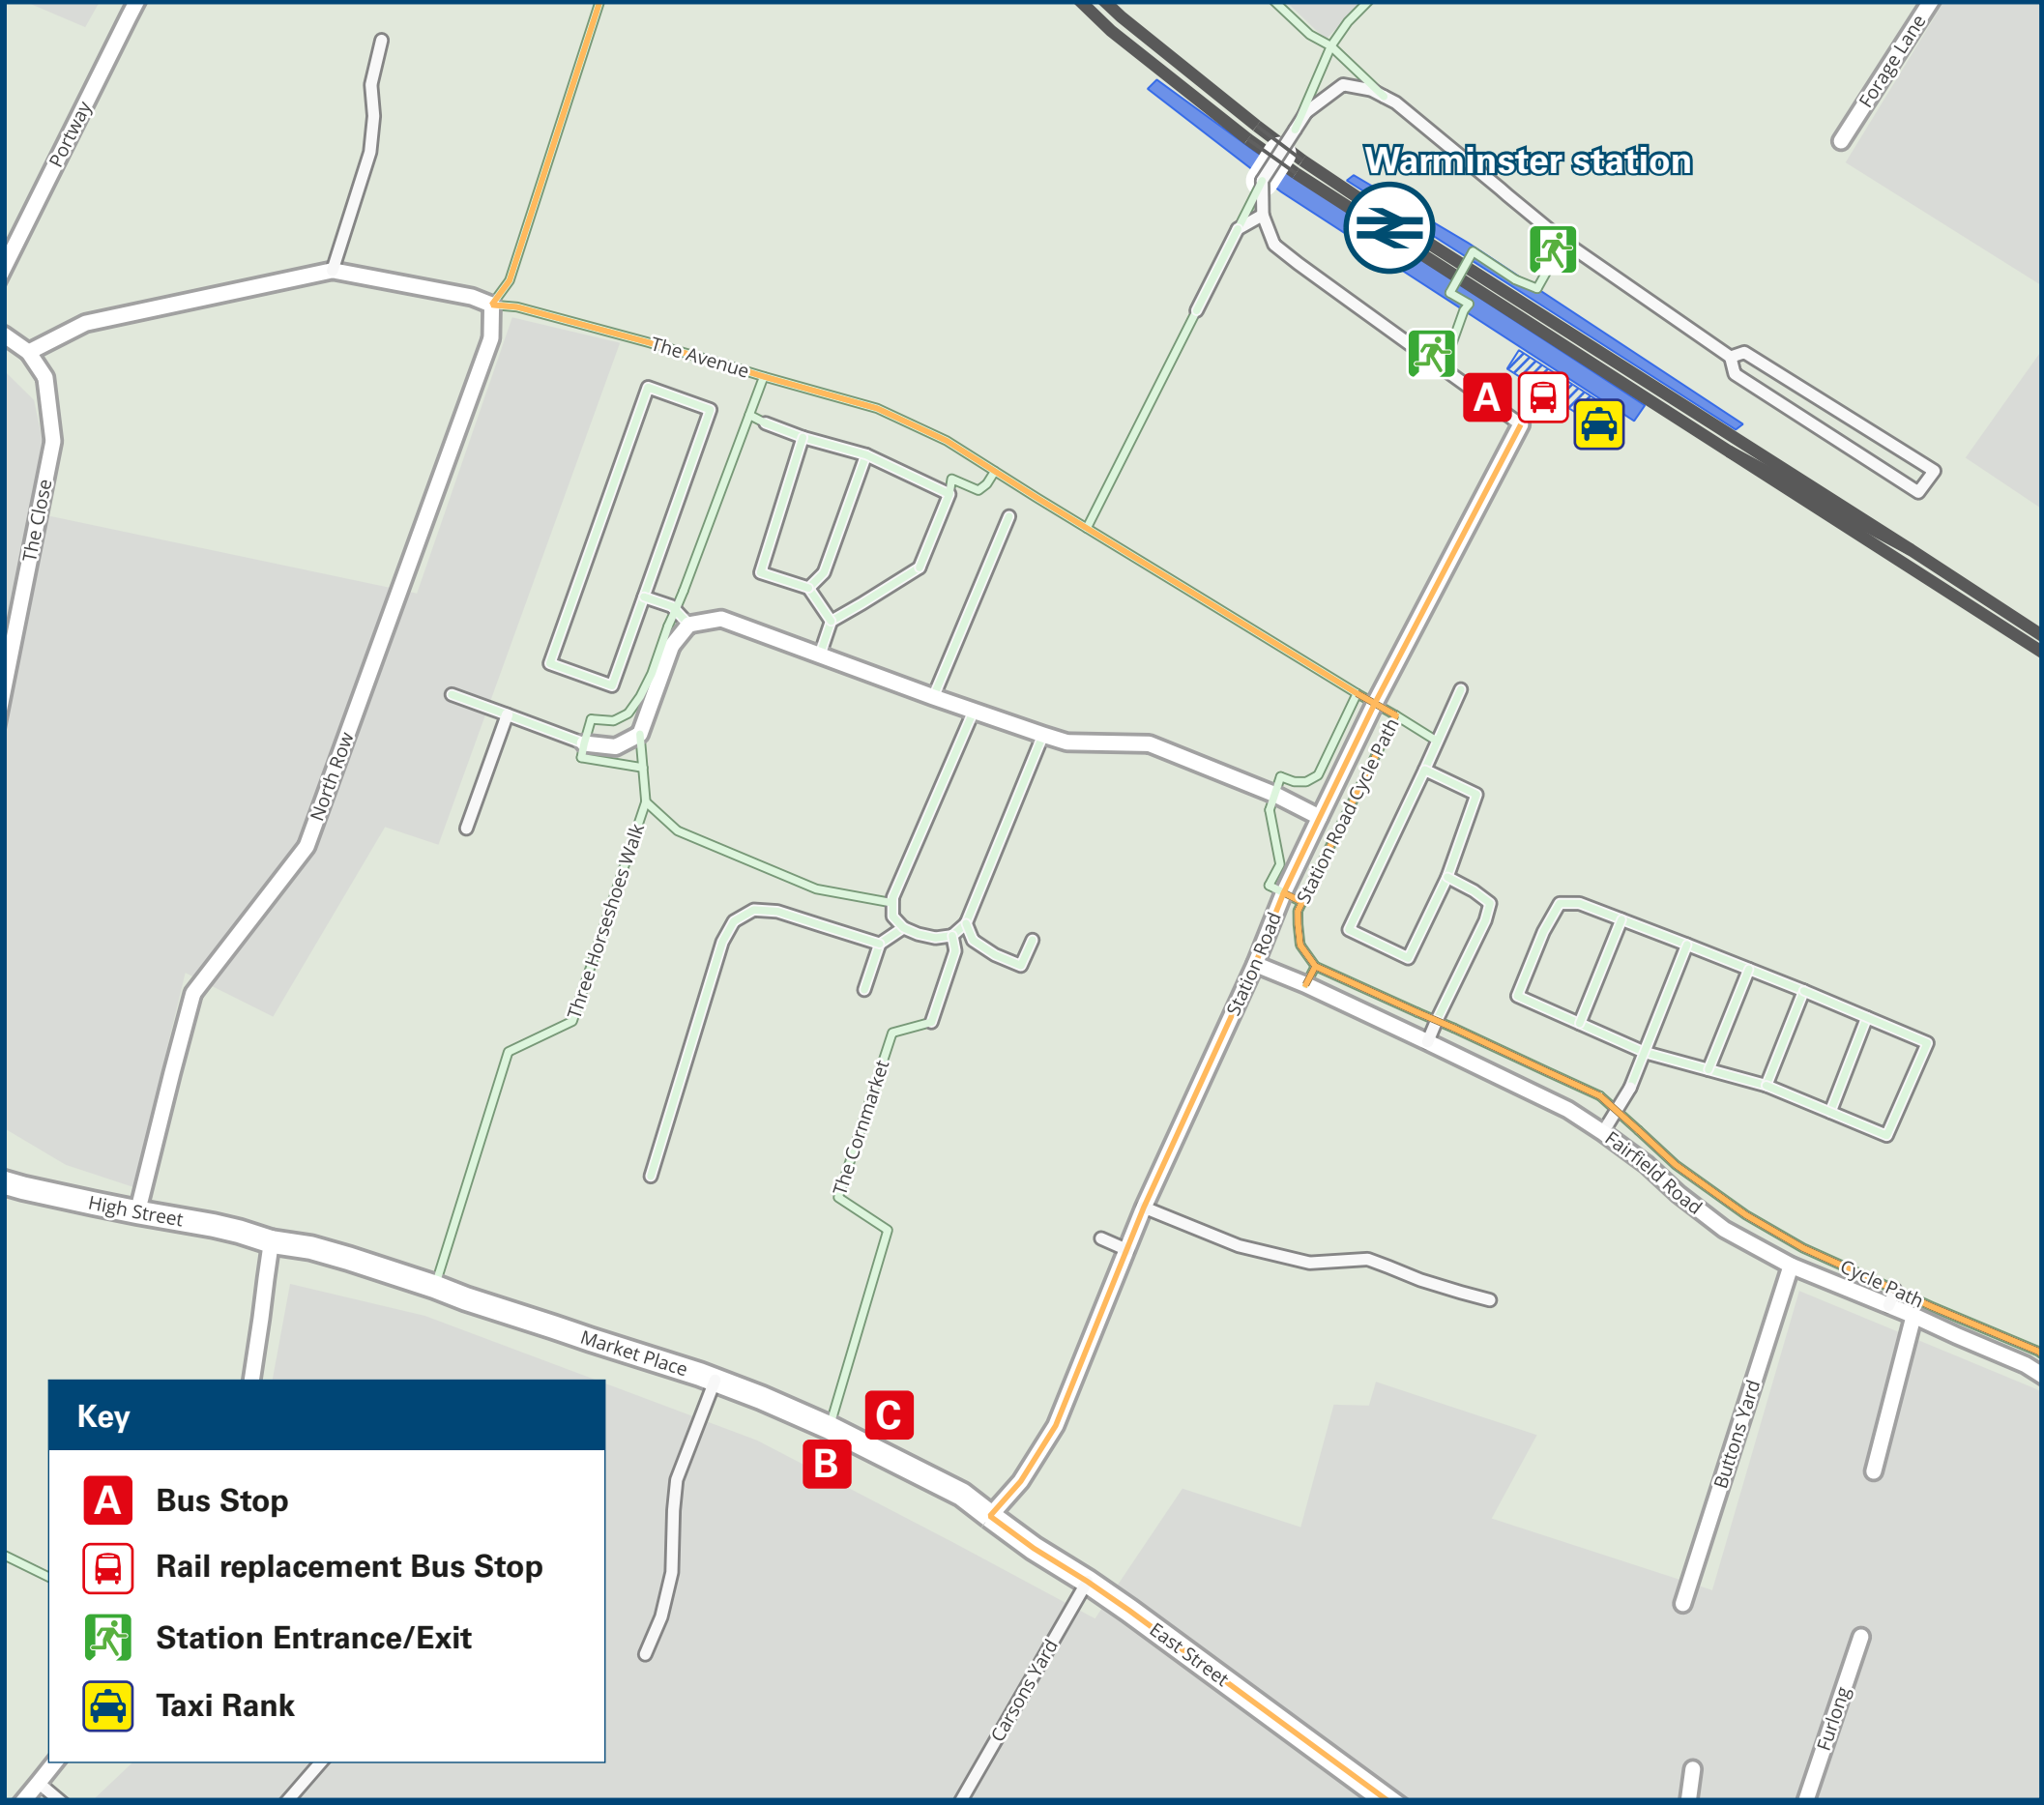 Portway
Forage Lane
Warminster station
The Avenue
A
The Close
North Row
Station Road Cycle Path
Three Horseshoes Walk
Station Road
The Cornmarket
Fairfield Road
High Street
Cycle Path
Market Place
C
B
Buttons Yard
East Street
Carsons Yard
Furlong
Key
A Bus Stop
Rail replacement Bus Stop
Station Entrance/Exit
Taxi Rank